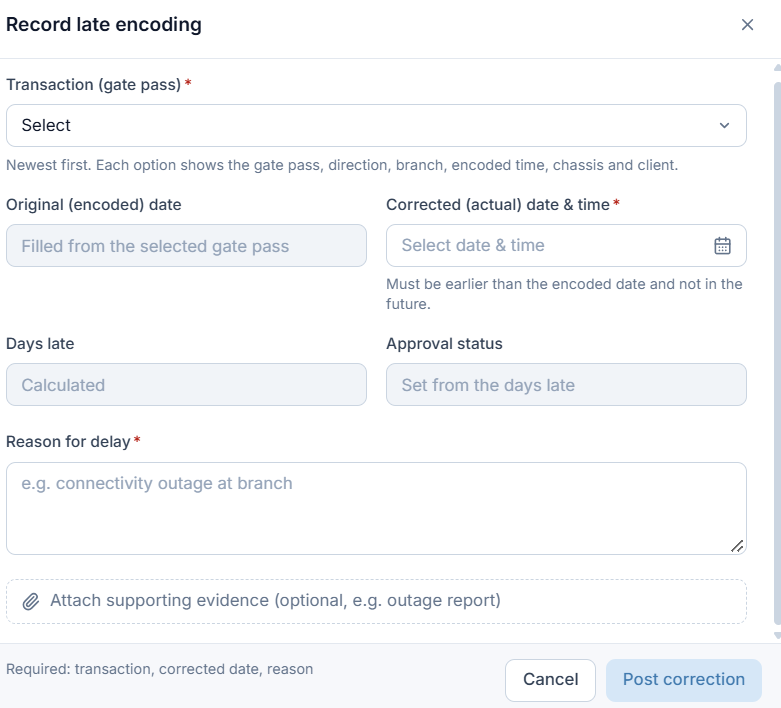 Record late encoding
Transaction (gate pass) *
Select
Newest first. Each option shows the gate pass, direction, branch, encoded time, chassis and client.
Original (encoded) date
Filled from the selected gate pass
Corrected (actual) date & time *
Select date & time
Must be earlier than the encoded date and not in the
future.
Days late
Calculated
Approval status
Set from the days late
Reason for delay *
e.g. connectivity outage at branch
Attach supporting evidence (optional, e.g. outage report)
Required: transaction, corrected date, reason
Cancel
Post correction